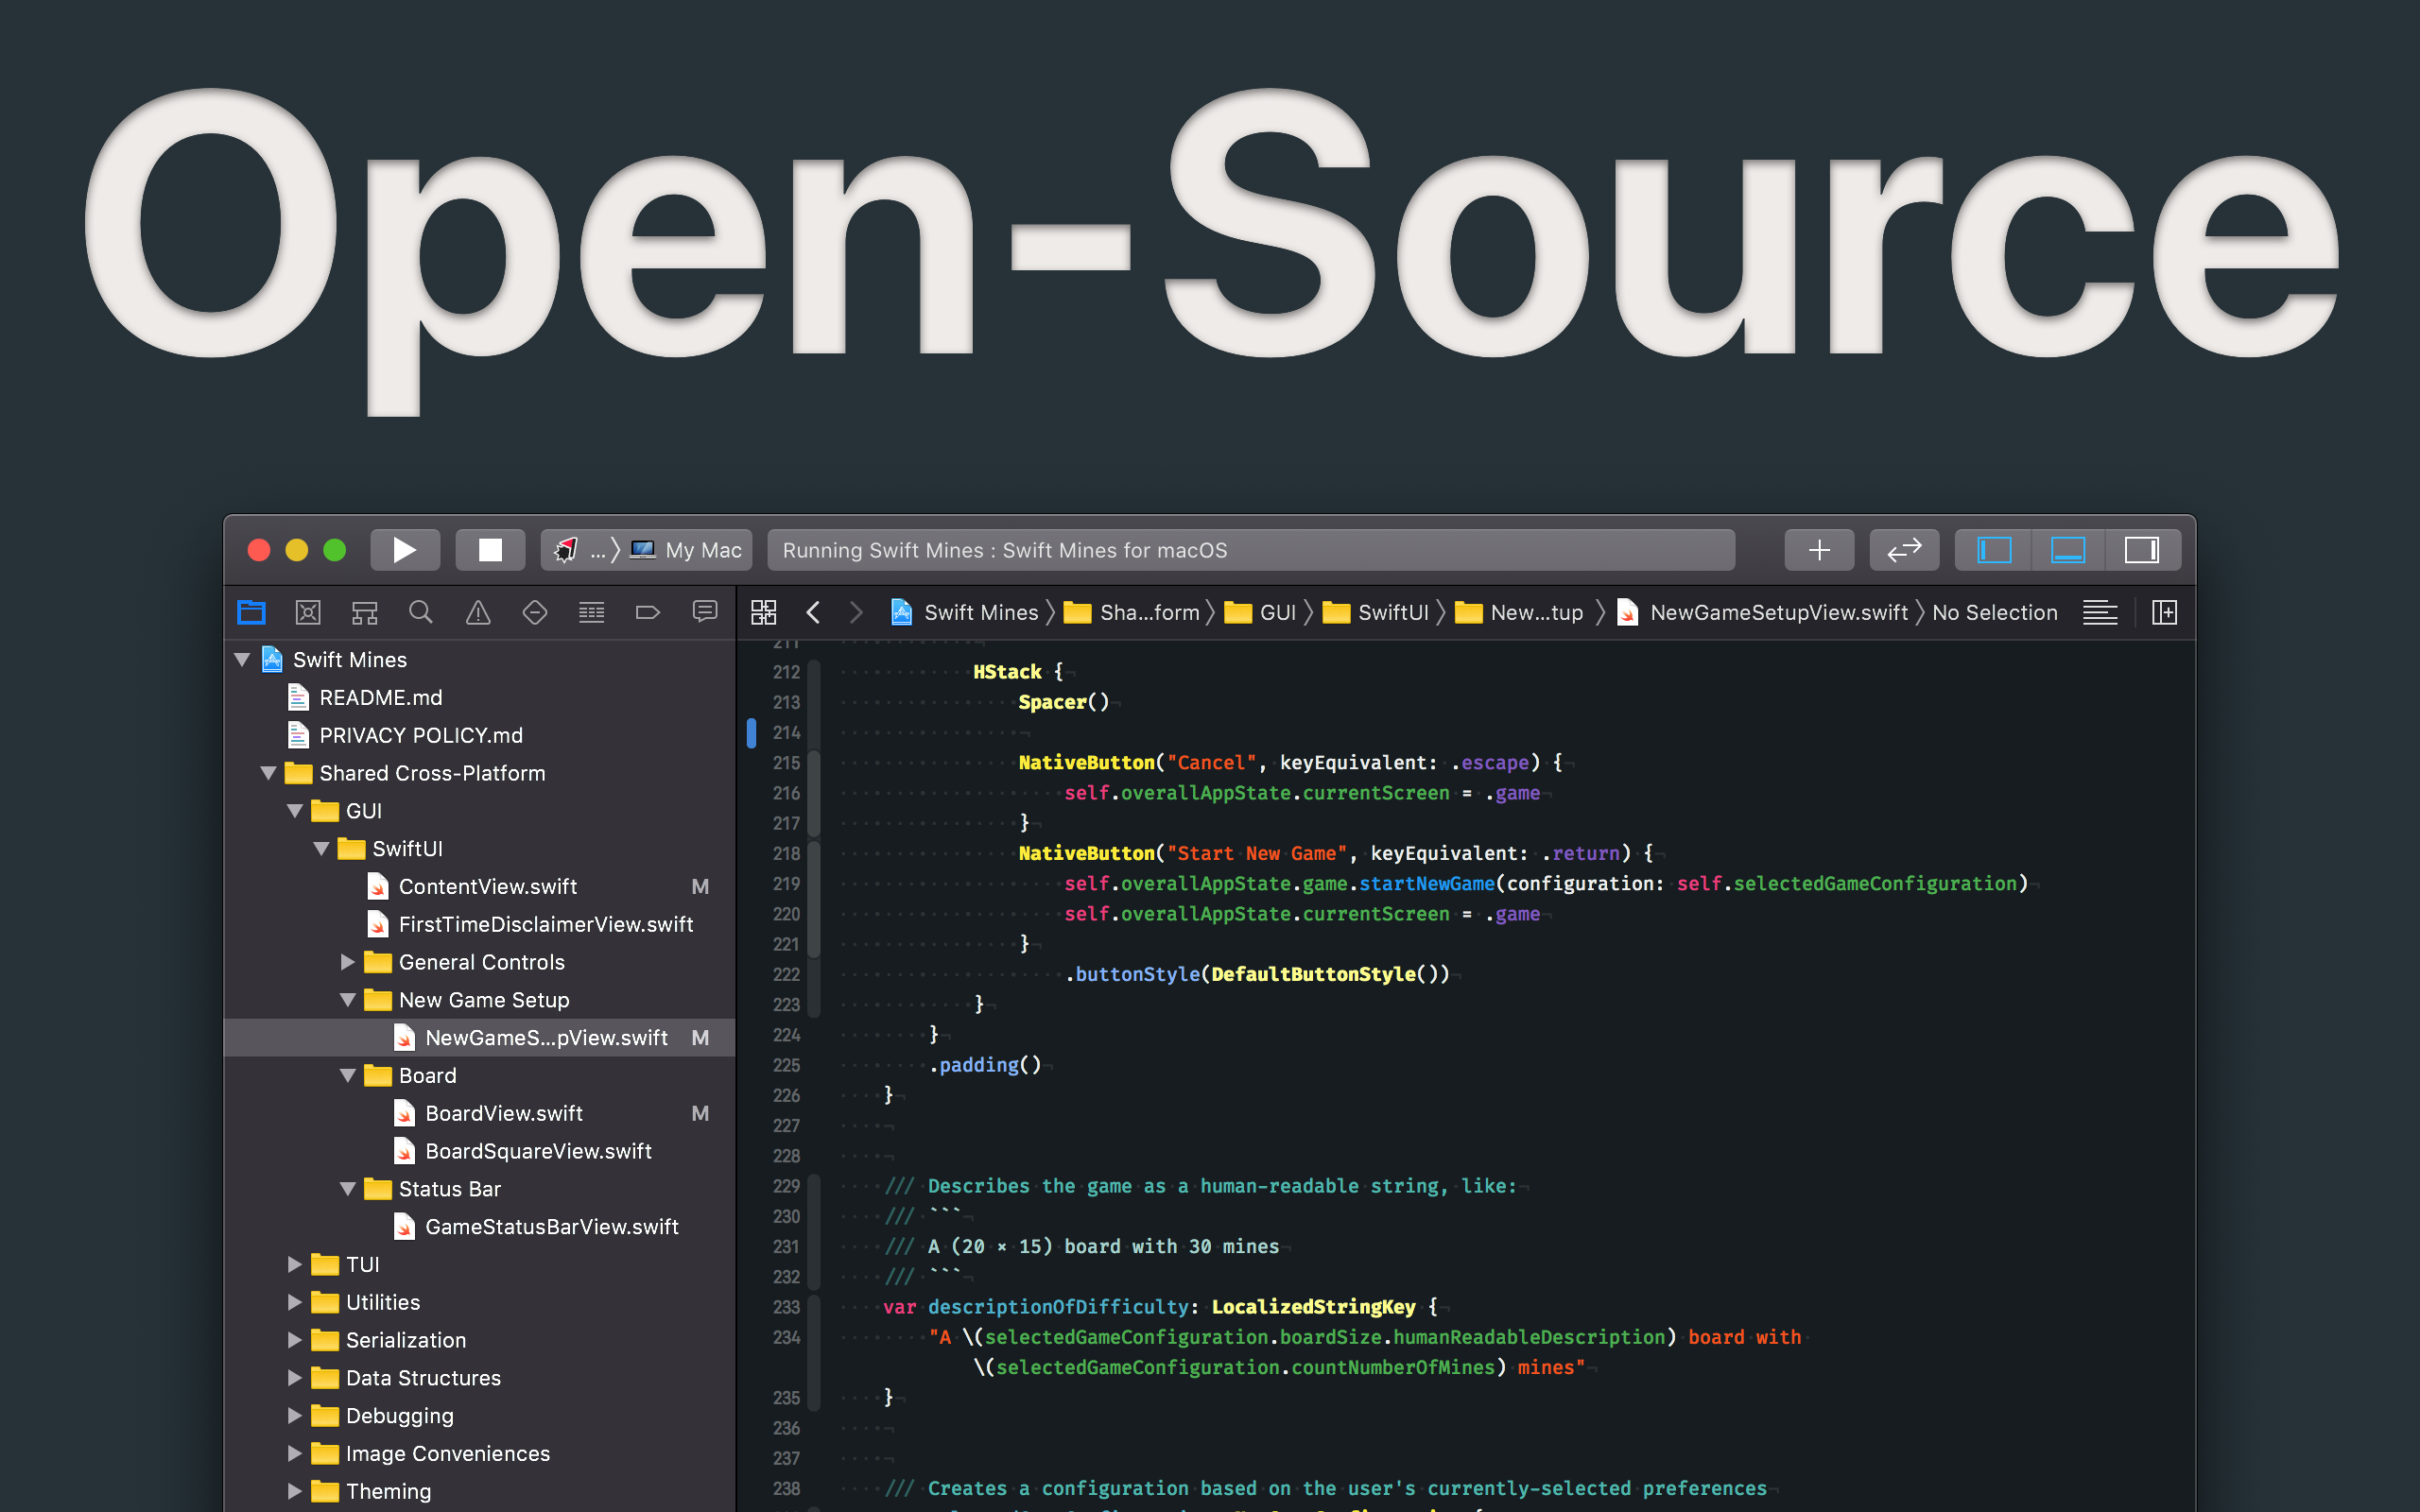 Open-Source
... My Mac
Running Swift Mines : Swift Mines for macOS
Swift Mines
Sha...form
GUI
SwiftUI
New...tup
NewGameSetupView.swift
No Selection
Swift Mines
README.md
PRIVACY POLICY.md
Shared Cross-Platform
GUI
SwiftUI
ContentView.swift M
FirstTimeDisclaimerView.swift
General Controls
New Game Setup
NewGameS...pView.swift M
Board
BoardView.swift M
BoardSquareView.swift
Status Bar
GameStatusBarView.swift
TUI
Utilities
Serialization
Data Structures
Debugging
Image Conveniences
Theming
211
212 HStack {
213 Spacer()
214
215 NativeButton("Cancel", keyEquivalent: .escape) {
216 self.overallAppState.currentScreen = .game
217 }
218 NativeButton("Start New Game", keyEquivalent: .return) {
219 self.overallAppState.game.startNewGame(configuration: self.selectedGameConfiguration)
220 self.overallAppState.currentScreen = .game
221 }
222 .buttonStyle(DefaultButtonStyle())
223 }
224 }
225 .padding()
226 }
227
228
229 /// Describes the game as a human-readable string, like:
230 /// ```
231 /// A (20 × 15) board with 30 mines
232 /// ```
233 var descriptionOfDifficulty: LocalizedStringKey {
234 "A \(selectedGameConfiguration.boardSize.humanReadableDescription) board with
\(selectedGameConfiguration.countNumberOfMines) mines"
235 }
236
237
238 /// Creates a configuration based on the user's currently-selected preferences